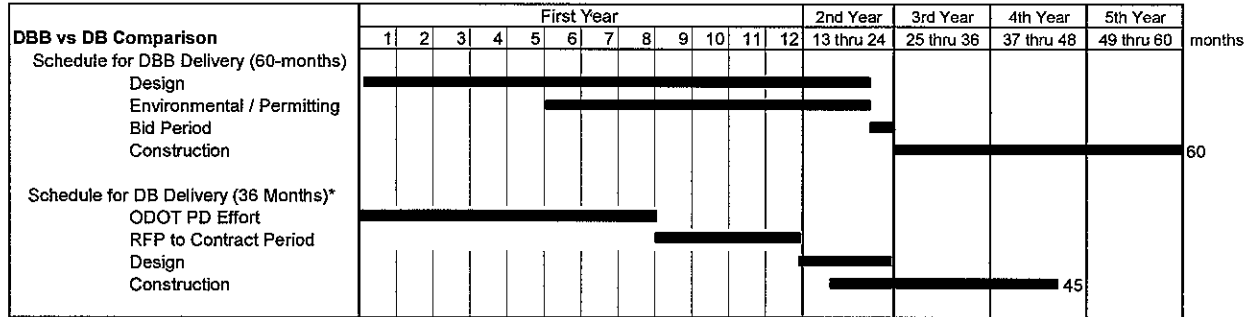 First Year 2nd Year 3rd Year 4th Year 5th Year
DBB vs DB Comparison 1 2 3 4 5 6 7 8 9 10 11 12 13 thru 24 25 thru 36 37 thru 48 49 thru 60 months
Schedule for DBB Delivery (60-months)
Design
Environmental / Permitting
Bid Period
Construction 60
Schedule for DB Delivery (36 Months)*
ODOT PD Effort
RFP to Contract Period
Design
Construction 45